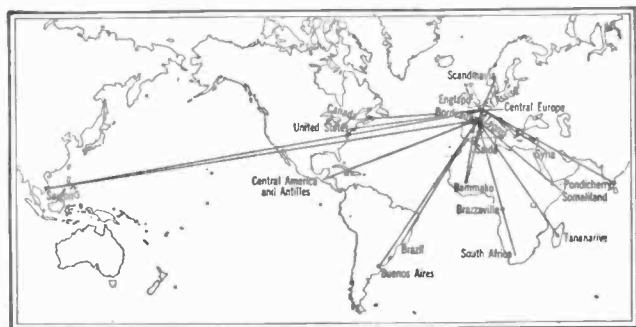 Scandinavia
England
Central Europe
Canada
United States
Syria
Saigon
Central America
and Antilles
Bammako
Pondicherry
Somaliland
Brazzaville
Brazil
South Africa
Tananarive
Buenos Aires